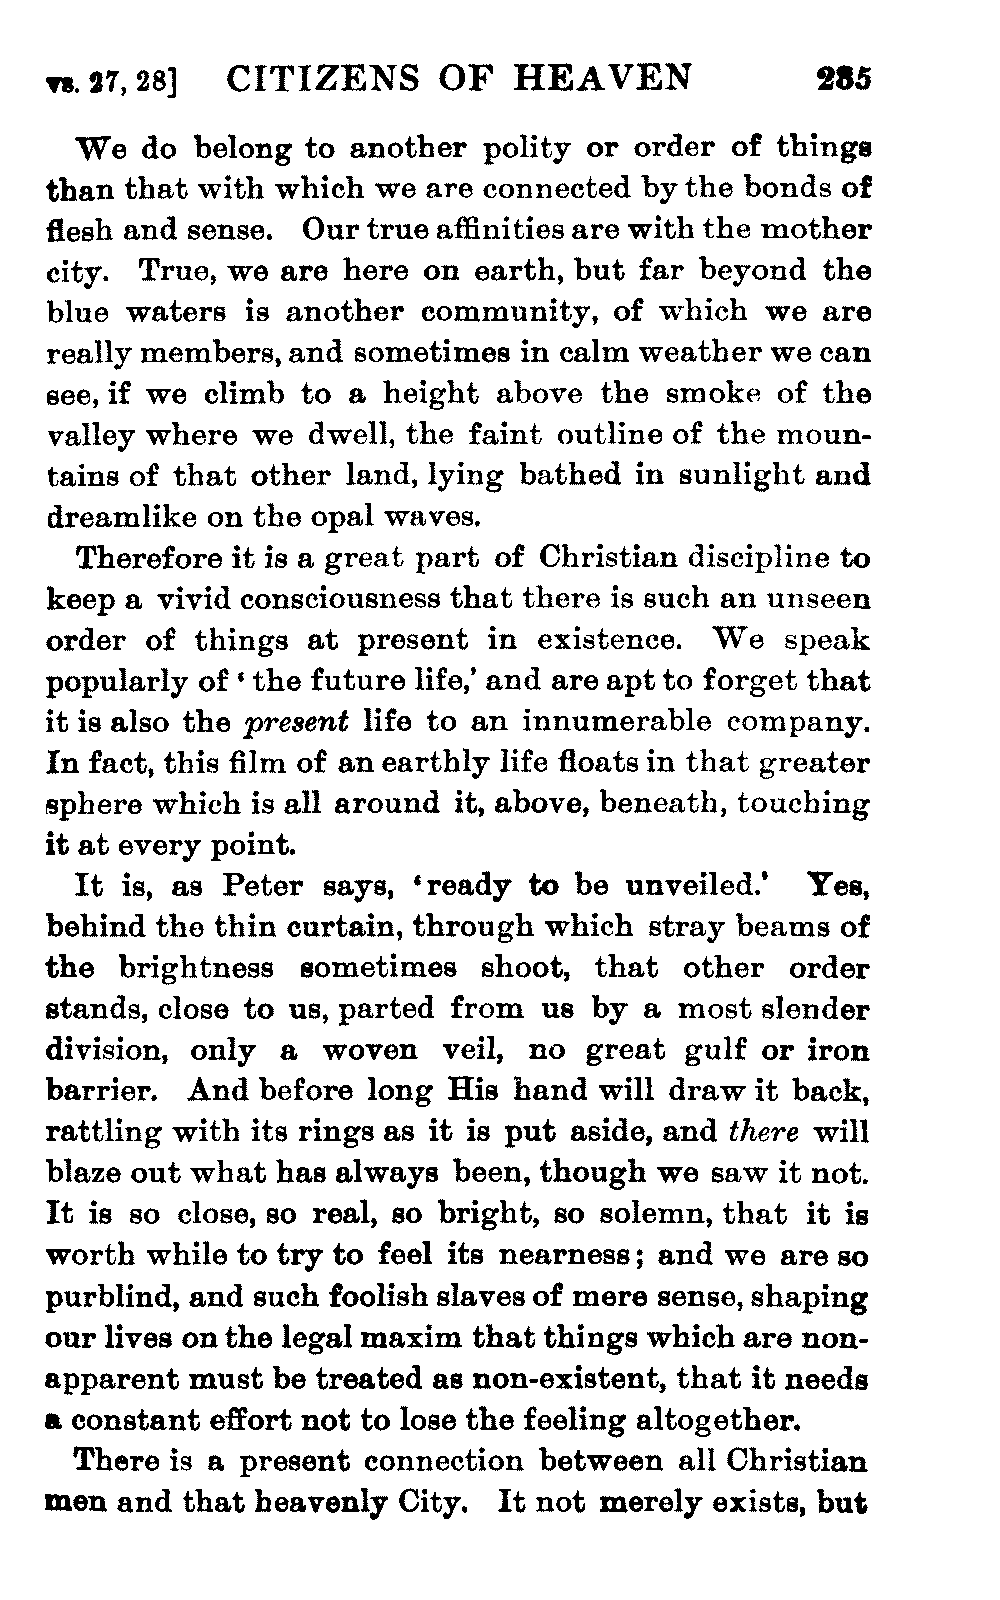 vs. 27, 28] CITIZENS OF HEAVEN 285
We do belong to another polity or order of things
than that with which we are connected by the bonds of
flesh and sense. Our true affinities are with the mother
city. True, we are here on earth, but far beyond the
blue waters is another community, of which we are
really members, and sometimes in calm weather we can
see, if we climb to a height above the smoke of the
valley where we dwell, the faint outline of the moun-
tains of that other land, lying bathed in sunlight and
dreamlike on the opal waves.
Therefore it is a great part of Christian discipline to
keep a vivid consciousness that there is such an unseen
order of things at present in existence. We speak
popularly of ‘the future life,’ and are apt to forget that
it is also the present life to an innumerable company.
In fact, this film of an earthly life floats in that greater
sphere which is all around it, above, beneath, touching
it at every point.
It is, as Peter says, ‘ready to be unveiled.’ Yes,
behind the thin curtain, through which stray beams of
the brightness sometimes shoot, that other order
stands, close to us, parted from us by a most slender
division, only a woven veil, no great gulf or iron
barrier. And before long His hand will draw it back,
rattling with its rings as it is put aside, and there will
blaze out what has always been, though we saw it not.
It is so close, so real, so bright, so solemn, that it is
worth while to try to feel its nearness; and we are so
purblind, and such foolish slaves of mere sense, shaping
our lives on the legal maxim that things which are non-
apparent must be treated as non-existent, that it needs
a constant effort not to lose the feeling altogether.
There is a present connection between all Christian
men and that heavenly City. It not merely exists, but